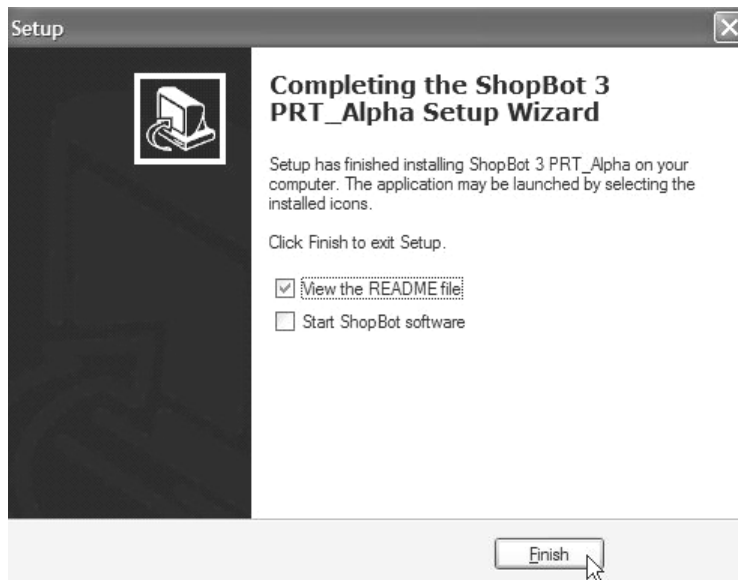 Setup
Completing the ShopBot 3
PRT_Alpha Setup Wizard
Setup has finished installing ShopBot 3 PRT_Alpha on your
computer. The application may be launched by selecting the
installed icons.
Click Finish to exit Setup.
View the README file
Start ShopBot software
Finish